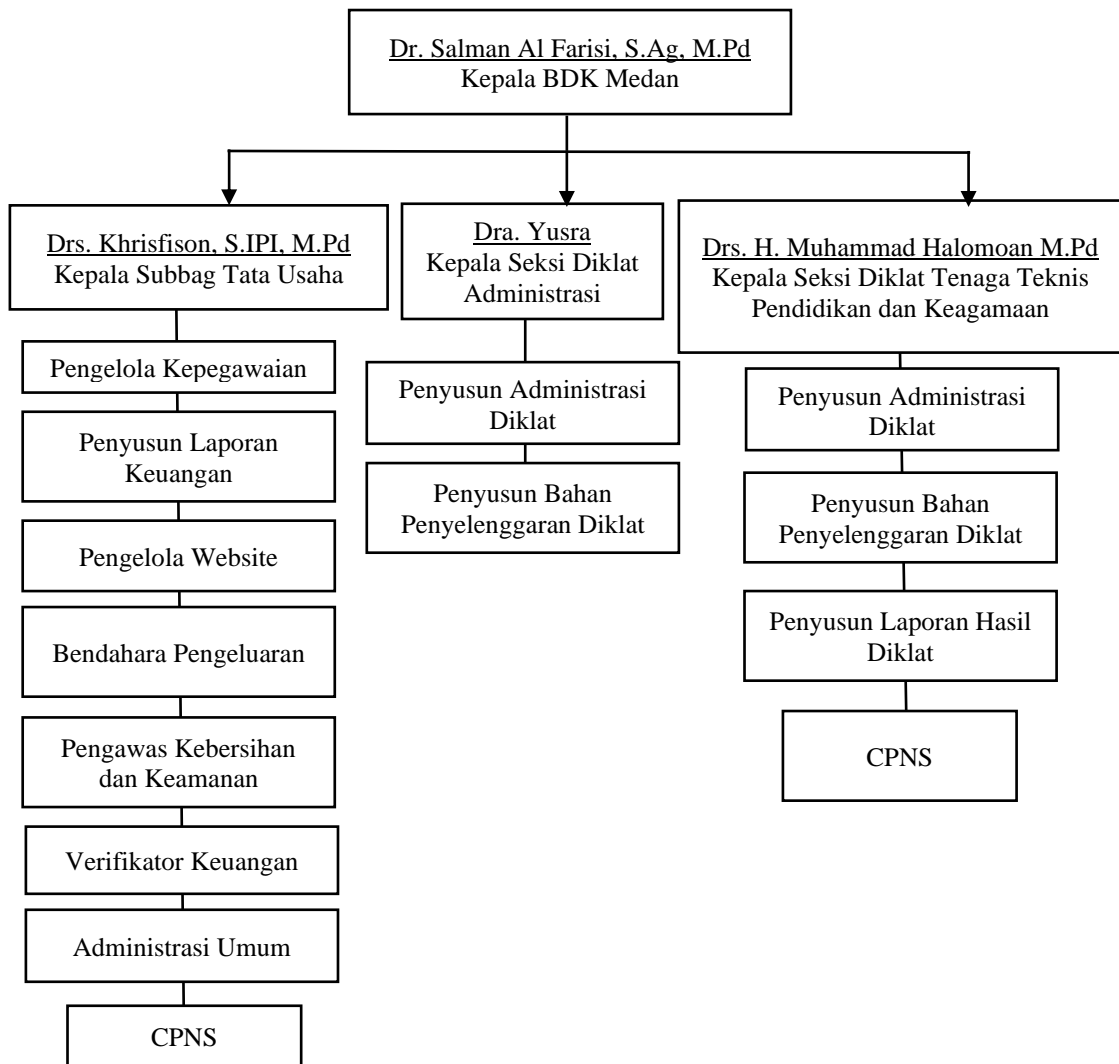 Dr. Salman Al Farisi, S.Ag, M.Pd
Kepala BDK Medan
Drs. Khrisfison, S.IPI, M.Pd
Kepala Subbag Tata Usaha
Pengelola Kepegawaian
Penyusun Laporan
Keuangan
Pengelola Website
Bendahara Pengeluaran
Pengawas Kebersihan
dan Keamanan
Verifikator Keuangan
Administrasi Umum
CPNS
Dra. Yusra
Kepala Seksi Diklat
Administrasi
Penyusun Administrasi
Diklat
Penyusun Bahan
Penyelenggaran Diklat
Drs. H. Muhammad Halomoan M.Pd
Kepala Seksi Diklat Tenaga Teknis
Pendidikan dan Keagamaan
Penyusun Administrasi
Diklat
Penyusun Bahan
Penyelenggaran Diklat
Penyusun Laporan Hasil
Diklat
CPNS